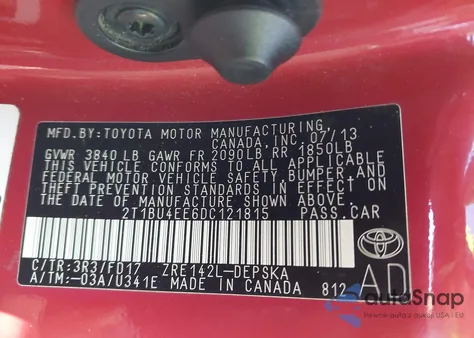 MFD.BY:TOYOTA MOTOR MANUFACTURING
CANADA, INC. 07/13
GVWR 3840 LB GAWR FR 2090LB RR 1850LB
THIS VEHICLE CONFORMS TO ALL APPLICABLE
FEDERAL MOTOR VEHICLE SAFETY,BUMPER,AND
THEFT PREVENTION STANDARDS IN EFFECT ON
THE DATE OF MANUFACTURE SHOWN ABOVE.
2T1BU4EE6DC121815 PASS.CAR
C/TR:3R3/FD17 ZRE142L-DEPSKA
A/TM:-03A/U341E MADE IN CANADA 812
AD
autoSnap